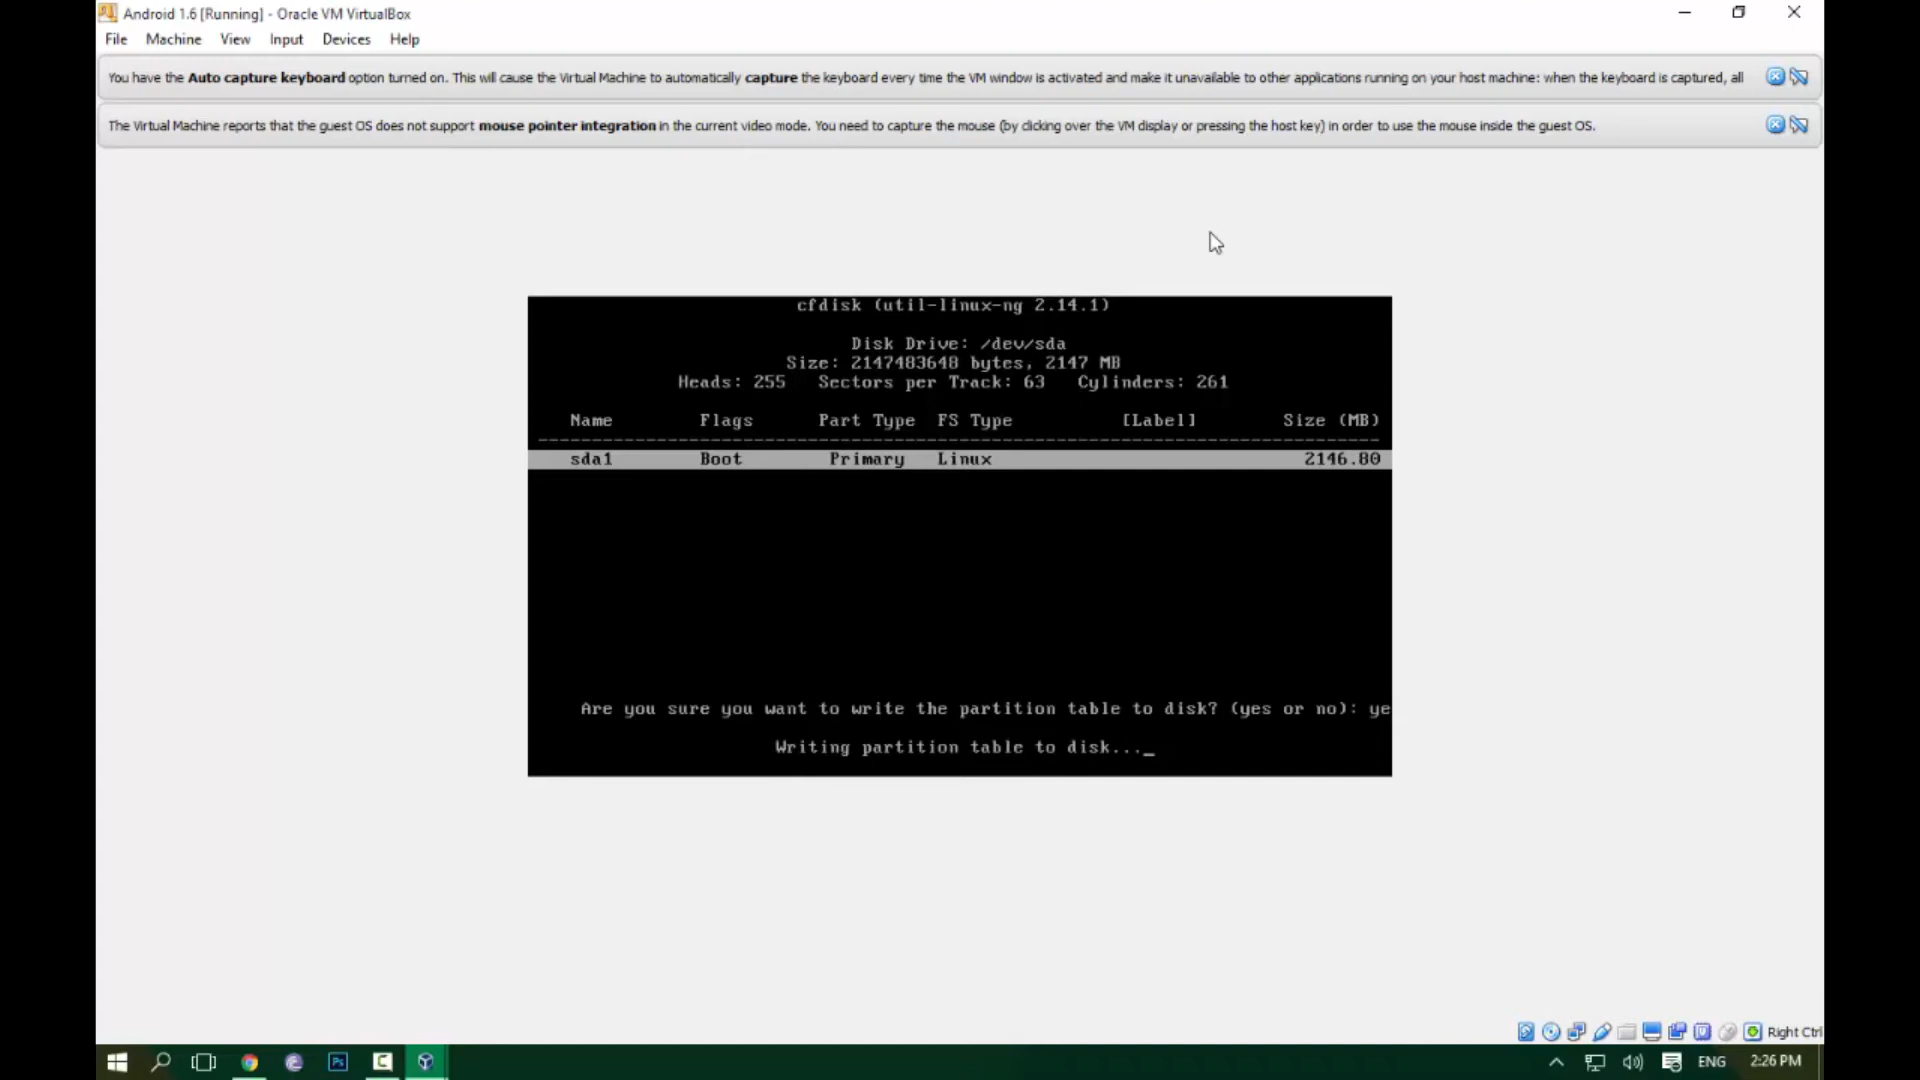 Android 1.6 [Running] - Oracle VM VirtualBox
File Machine View Input Devices Help
You have the Auto capture keyboard option turned on. This will cause the Virtual Machine to automatically capture the keyboard every time the VM window is activated and make it unavailable to other applications running on your host machine: when the keyboard is captured, all
The Virtual Machine reports that the guest OS does not support mouse pointer integration in the current video mode. You need to capture the mouse (by clicking over the VM display or pressing the host key) in order to use the mouse inside the guest OS.
cfdisk (util-linux-ng 2.14.1)
Disk Drive: /dev/sda
Size: 2147483648 bytes, 2147 MB
Heads: 255 Sectors per Track: 63 Cylinders: 261
Name Flags Part Type FS Type [Label] Size (MB)
sda1 Boot Primary Linux 2146.80
Are you sure you want to write the partition table to disk? (yes or no): ye
Writing partition table to disk..._
Right Ctrl
Ps
ENG 2:26 PM